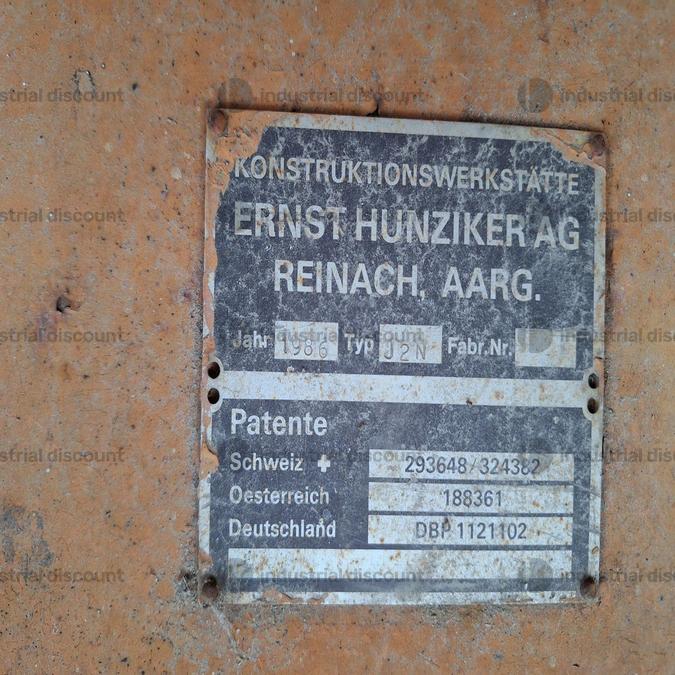 KONSTRUKTIONSWERKSTÄTTE
ERNST HUNZIKER AG
REINACH, AARG.
Jahr 1986 Typ J2N Fabr.Nr.
Patente
Schweiz 293648/324382
Oesterreich 188361
Deutschland DBP 1121102
industrial discount